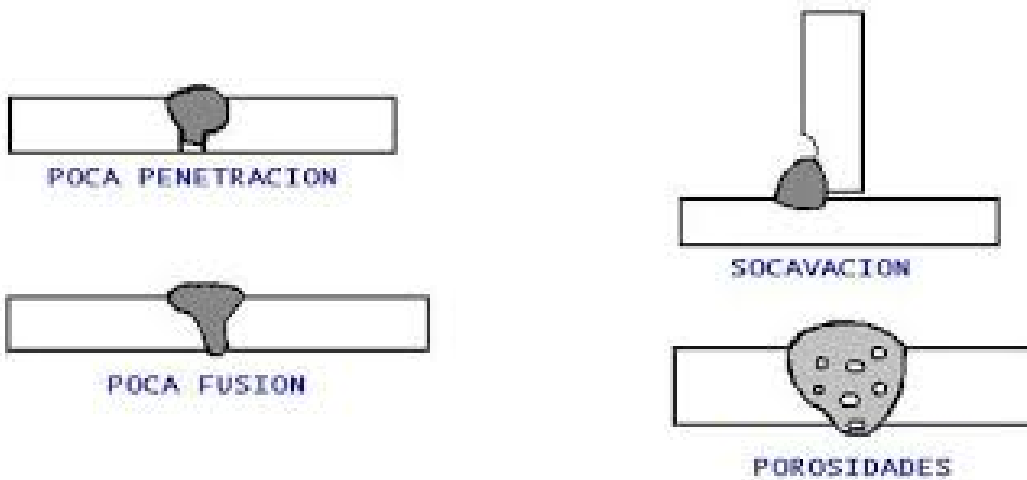 POCA PENETRACION
SOCAVACION
POCA FUSION
POROSIDADES